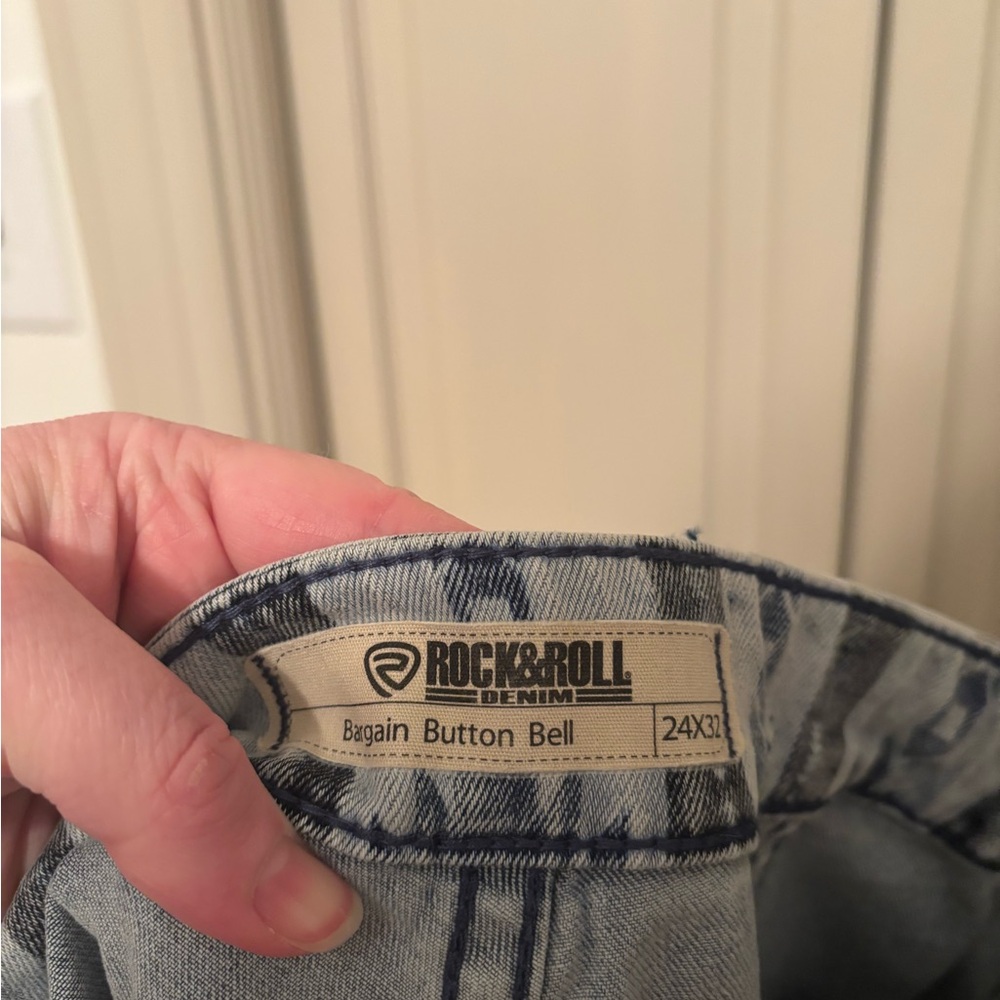 ROCK&ROLL
DENIM
Bargain Button Bell
24X32